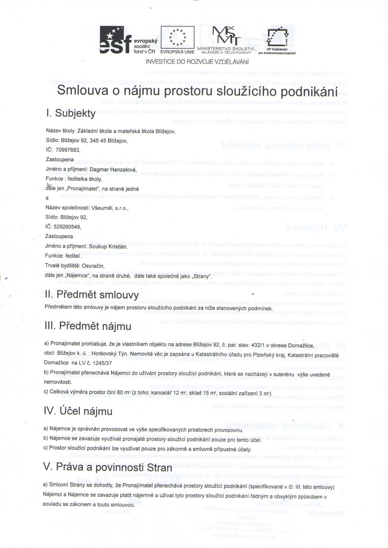 esf evropský sociální fond v ČR EVROPSKÁ UNIE MINISTERSTVO ŠKOLSTVÍ, MLÁDEŽE A TĚLOVÝCHOVY OP Vzdělávání pro konkurenceschopnost
INVESTICE DO ROZVOJE VZDĚLÁVÁNÍ
Smlouva o nájmu prostoru sloužícího podnikání
I. Subjekty
Název školy: Základní škola a mateřská škola Blížejov,
Sídlo: Blížejov 92, 345 45 Blížejov,
IČ: 70997683,
Zastoupena
Jméno a příjmení: Dagmar Hanzalová,
Funkce : ředitelka školy,
dále jen „Pronajímatel", na straně jedné
a
Název společnosti: Všeuměl, s.r.o.,
Sídlo: Blížejov 92,
IČ: 529280549,
Zastoupena
Jméno a příjmení: Soukup Kristián,
Funkce: ředitel ,
Trvalé bydliště: Osvračín,
dále jen „Nájemce", na straně druhé, dále také společně jako „Strany".
II. Předmět smlouvy
Předmětem této smlouvy je nájem prostoru sloužícího podnikání za níže stanovených podmínek.
III. Předmět nájmu
a) Pronajímatel prohlašuje, že je vlastníkem objektu na adrese Blížejov 92, č. par. stav. 432/1 v okrese Domažlice,
obci Blížejov k. ú. : Horšovský Týn. Nemovitá věc je zapsána u Katastrálního úřadu pro Plzeňský kraj, Katastrální pracoviště
Domažlice na LV č. 1245/37
b) Pronajímatel přenechává Nájemci do užívání prostory sloužící podnikání, které se nacházejí v suterénu výše uvedené
nemovitosti.
c) Celková výměra prostor činí 60 m² (z toho: kancelář 12 m², sklad 15 m², sociální zařízení 3 m²)
IV. Účel nájmu
a) Nájemce je oprávněn provozovat ve výše specifikovaných prostorech provozovnu.
b) Nájemce se zavazuje využívat pronajaté prostory sloužící podnikání pouze pro tento účel.
c) Prostor sloužící podnikání lze využívat pouze pro zákonné a smluvně přípustné účely.
V. Práva a povinnosti Stran
a) Smluvní Strany se dohodly, že Pronajímatel přenechává prostory sloužící podnikání (specifikované v čl. III. této smlouvy)
Nájemci a Nájemce se zavazuje platit nájemné a užívat tyto prostory sloužící podnikání řádným a obvyklým způsobem v
souladu se zákonem a touto smlouvou.